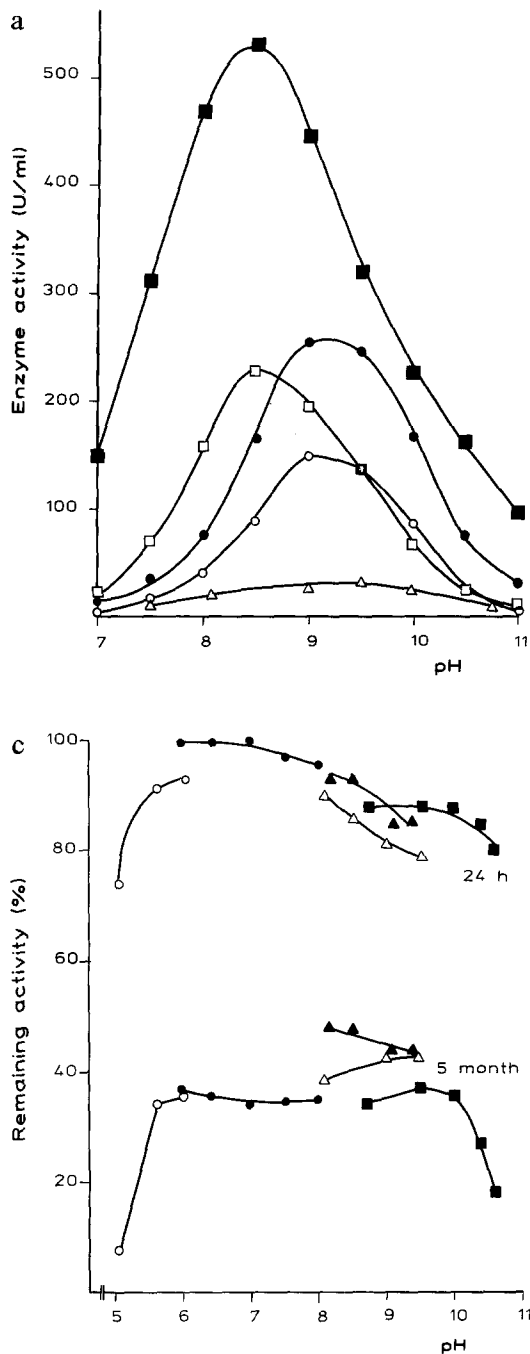 a
Enzyme activity (U/ml)
500
400
300
200
100
7 8 9 10 11
pH
c
Remaining activity (%)
100
80
60
40
20
24 h
5 month
5 6 7 8 9 10 11
pH